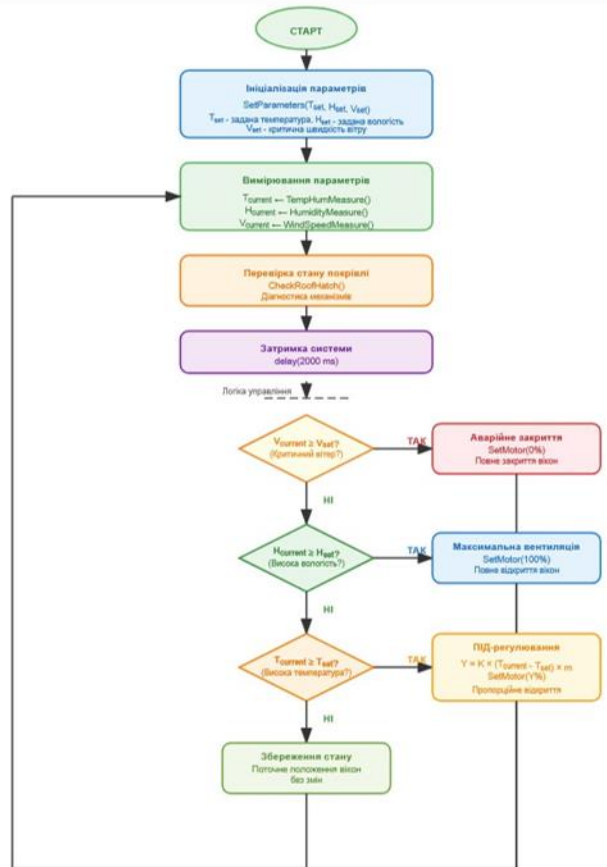 СТАРТ
Ініціалізація параметрів
SetParameters(Tset, Hset, Vset)
Tset - задана температура, Hset - задана вологість
Vset - критична швидкість вітру
Вимірювання параметрів
Tcurrent ← TempHumMeasure()
Hcurrent ← HumidityMeasure()
Vcurrent ← WindSpeedMeasure()
Перевірка стану покрівлі
CheckRoofHatch()
Діагностика механізмів
Затримка системи
delay(2000 ms)
Логіка управління
Vcurrent ≥ Vset?
(Критичний вітер?)
ТАК
Аварійне закриття
SetMotor(0%)
Повне закриття вікон
НІ
Hcurrent ≥ Hset?
(Висока вологість?)
ТАК
Максимальна вентиляція
SetMotor(100%)
Повне відкриття вікон
НІ
Tcurrent ≥ Tset?
(Висока температура?)
ТАК
ПІД-регулювання
Y = K × (Tcurrent - Tset) × m
SetMotor(Y%)
Пропорційне відкриття
НІ
Збереження стану
Поточне положення вікон
без змін